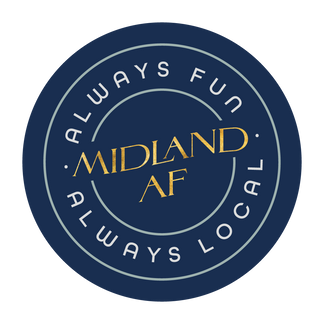 · ALWAYS FUN ·
MIDLAND
AF
ALWAYS LOCAL